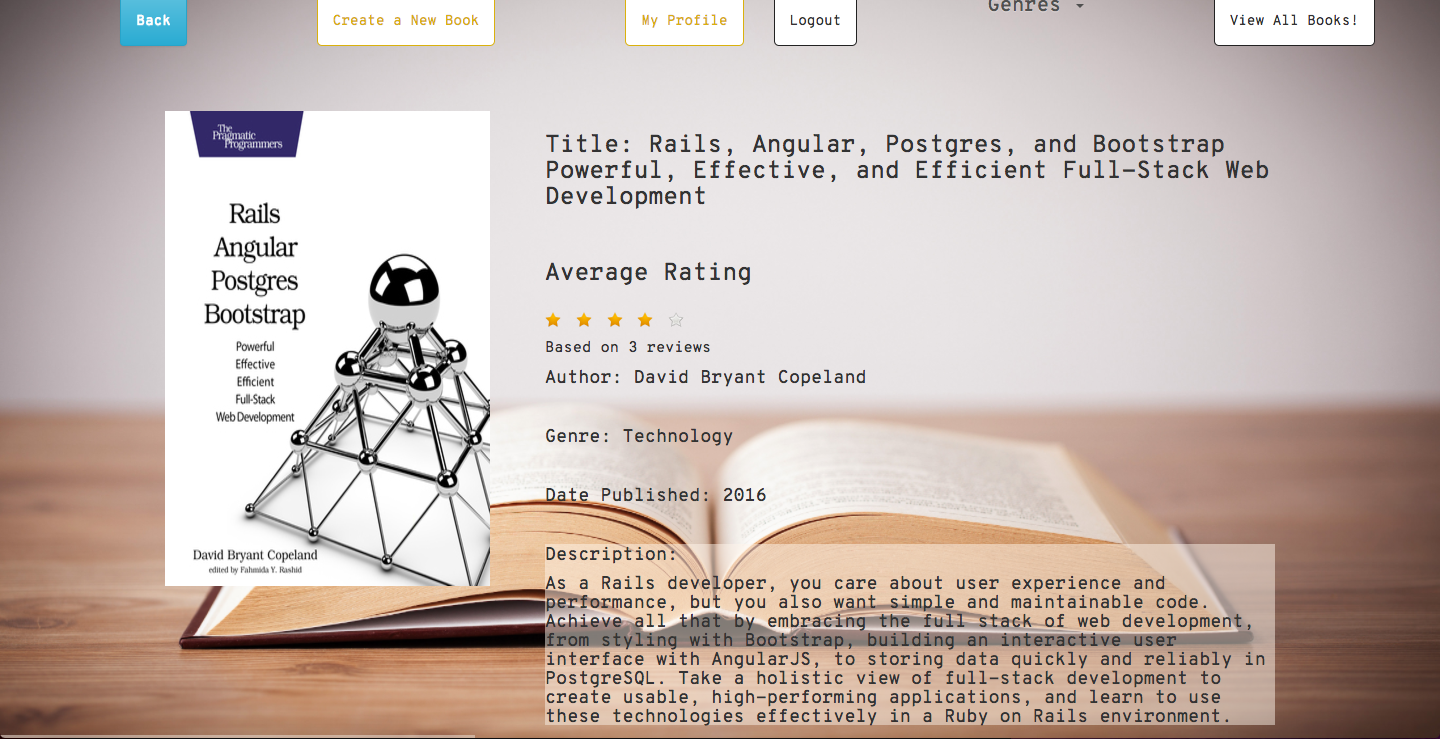 Back
Create a New Book
My Profile
Logout
Genres
View All Books!
The
Pragmatic
Programmers
Rails
Angular
Postgres
Bootstrap
Powerful
Effective
Efficient
Full-Stack
Web Development
David Bryant Copeland
edited by Fahmida Y. Rashid
Title: Rails, Angular, Postgres, and Bootstrap
Powerful, Effective, and Efficient Full-Stack Web
Development
Average Rating
Based on 3 reviews
Author: David Bryant Copeland
Genre: Technology
Date Published: 2016
Description:
As a Rails developer, you care about user experience and
performance, but you also want simple and maintainable code.
Achieve all that by embracing the full stack of web development,
from styling with Bootstrap, building an interactive user
interface with AngularJS, to storing data quickly and reliably in
PostgreSQL. Take a holistic view of full-stack development to
create usable, high-performing applications, and learn to use
these technologies effectively in a Ruby on Rails environment.